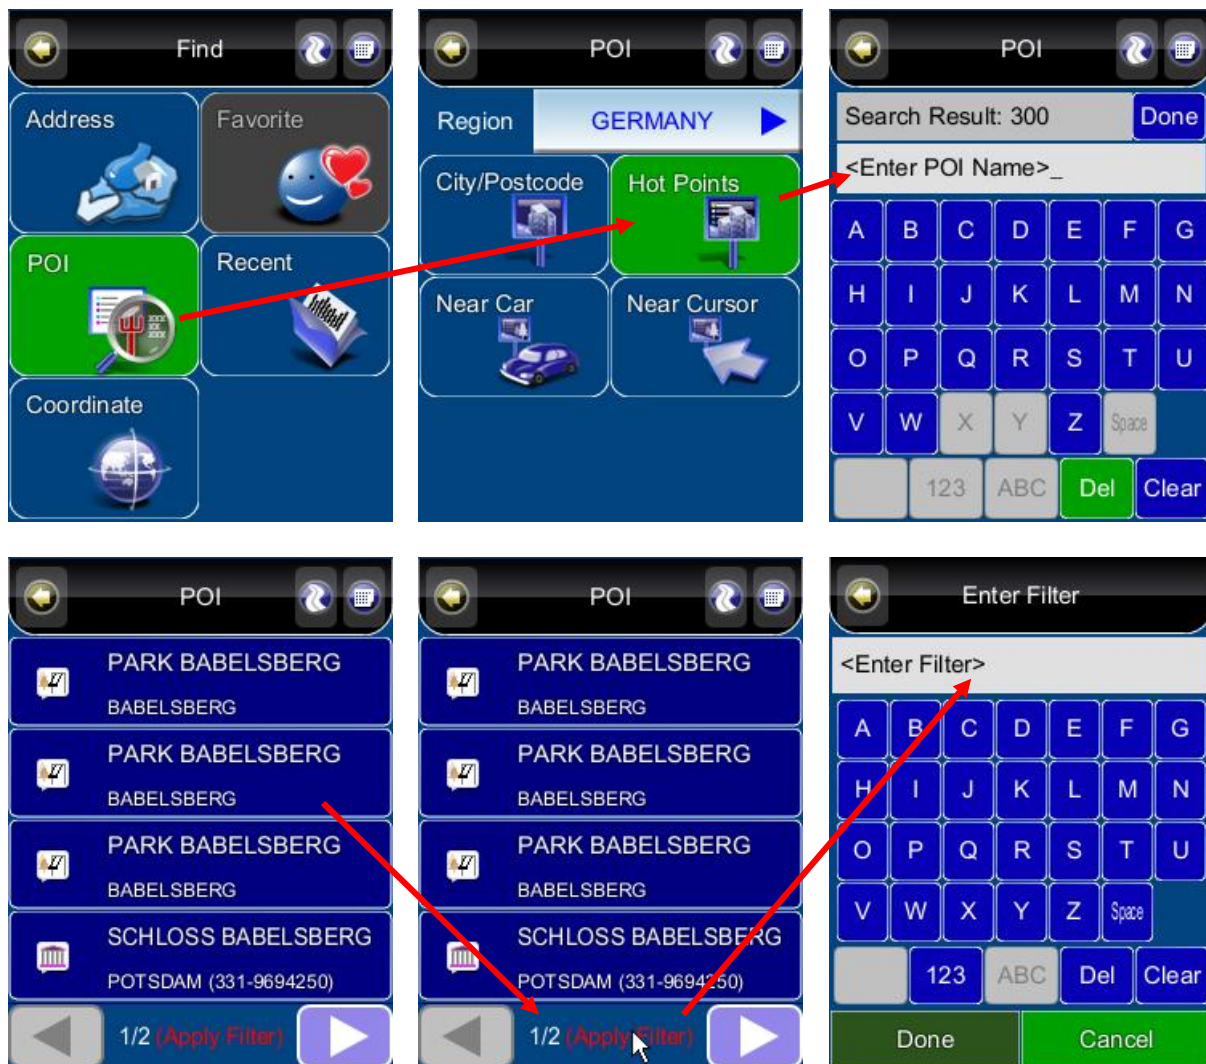 Find
Address
Favorite
POI
Recent
Coordinate
POI
Region GERMANY
City/Postcode
Hot Points
Near Car
Near Cursor
POI
Search Result: 300 Done
<Enter POI Name>_
A B C D E F G
H I J K L M N
O P Q R S T U
V W X Y Z Space
123 ABC Del Clear
POI
PARK BABELSBERG
BABELSBERG
PARK BABELSBERG
BABELSBERG
PARK BABELSBERG
BABELSBERG
SCHLOSS BABELSBERG
POTSDAM (331-9694250)
1/2 (Apply Filter)
POI
PARK BABELSBERG
BABELSBERG
PARK BABELSBERG
BABELSBERG
PARK BABELSBERG
BABELSBERG
SCHLOSS BABELSBERG
POTSDAM (331-9694250)
1/2 (Apply Filter)
Enter Filter
<Enter Filter>
A B C D E F G
H I J K L M N
O P Q R S T U
V W X Y Z Space
123 ABC Del Clear
Done Cancel